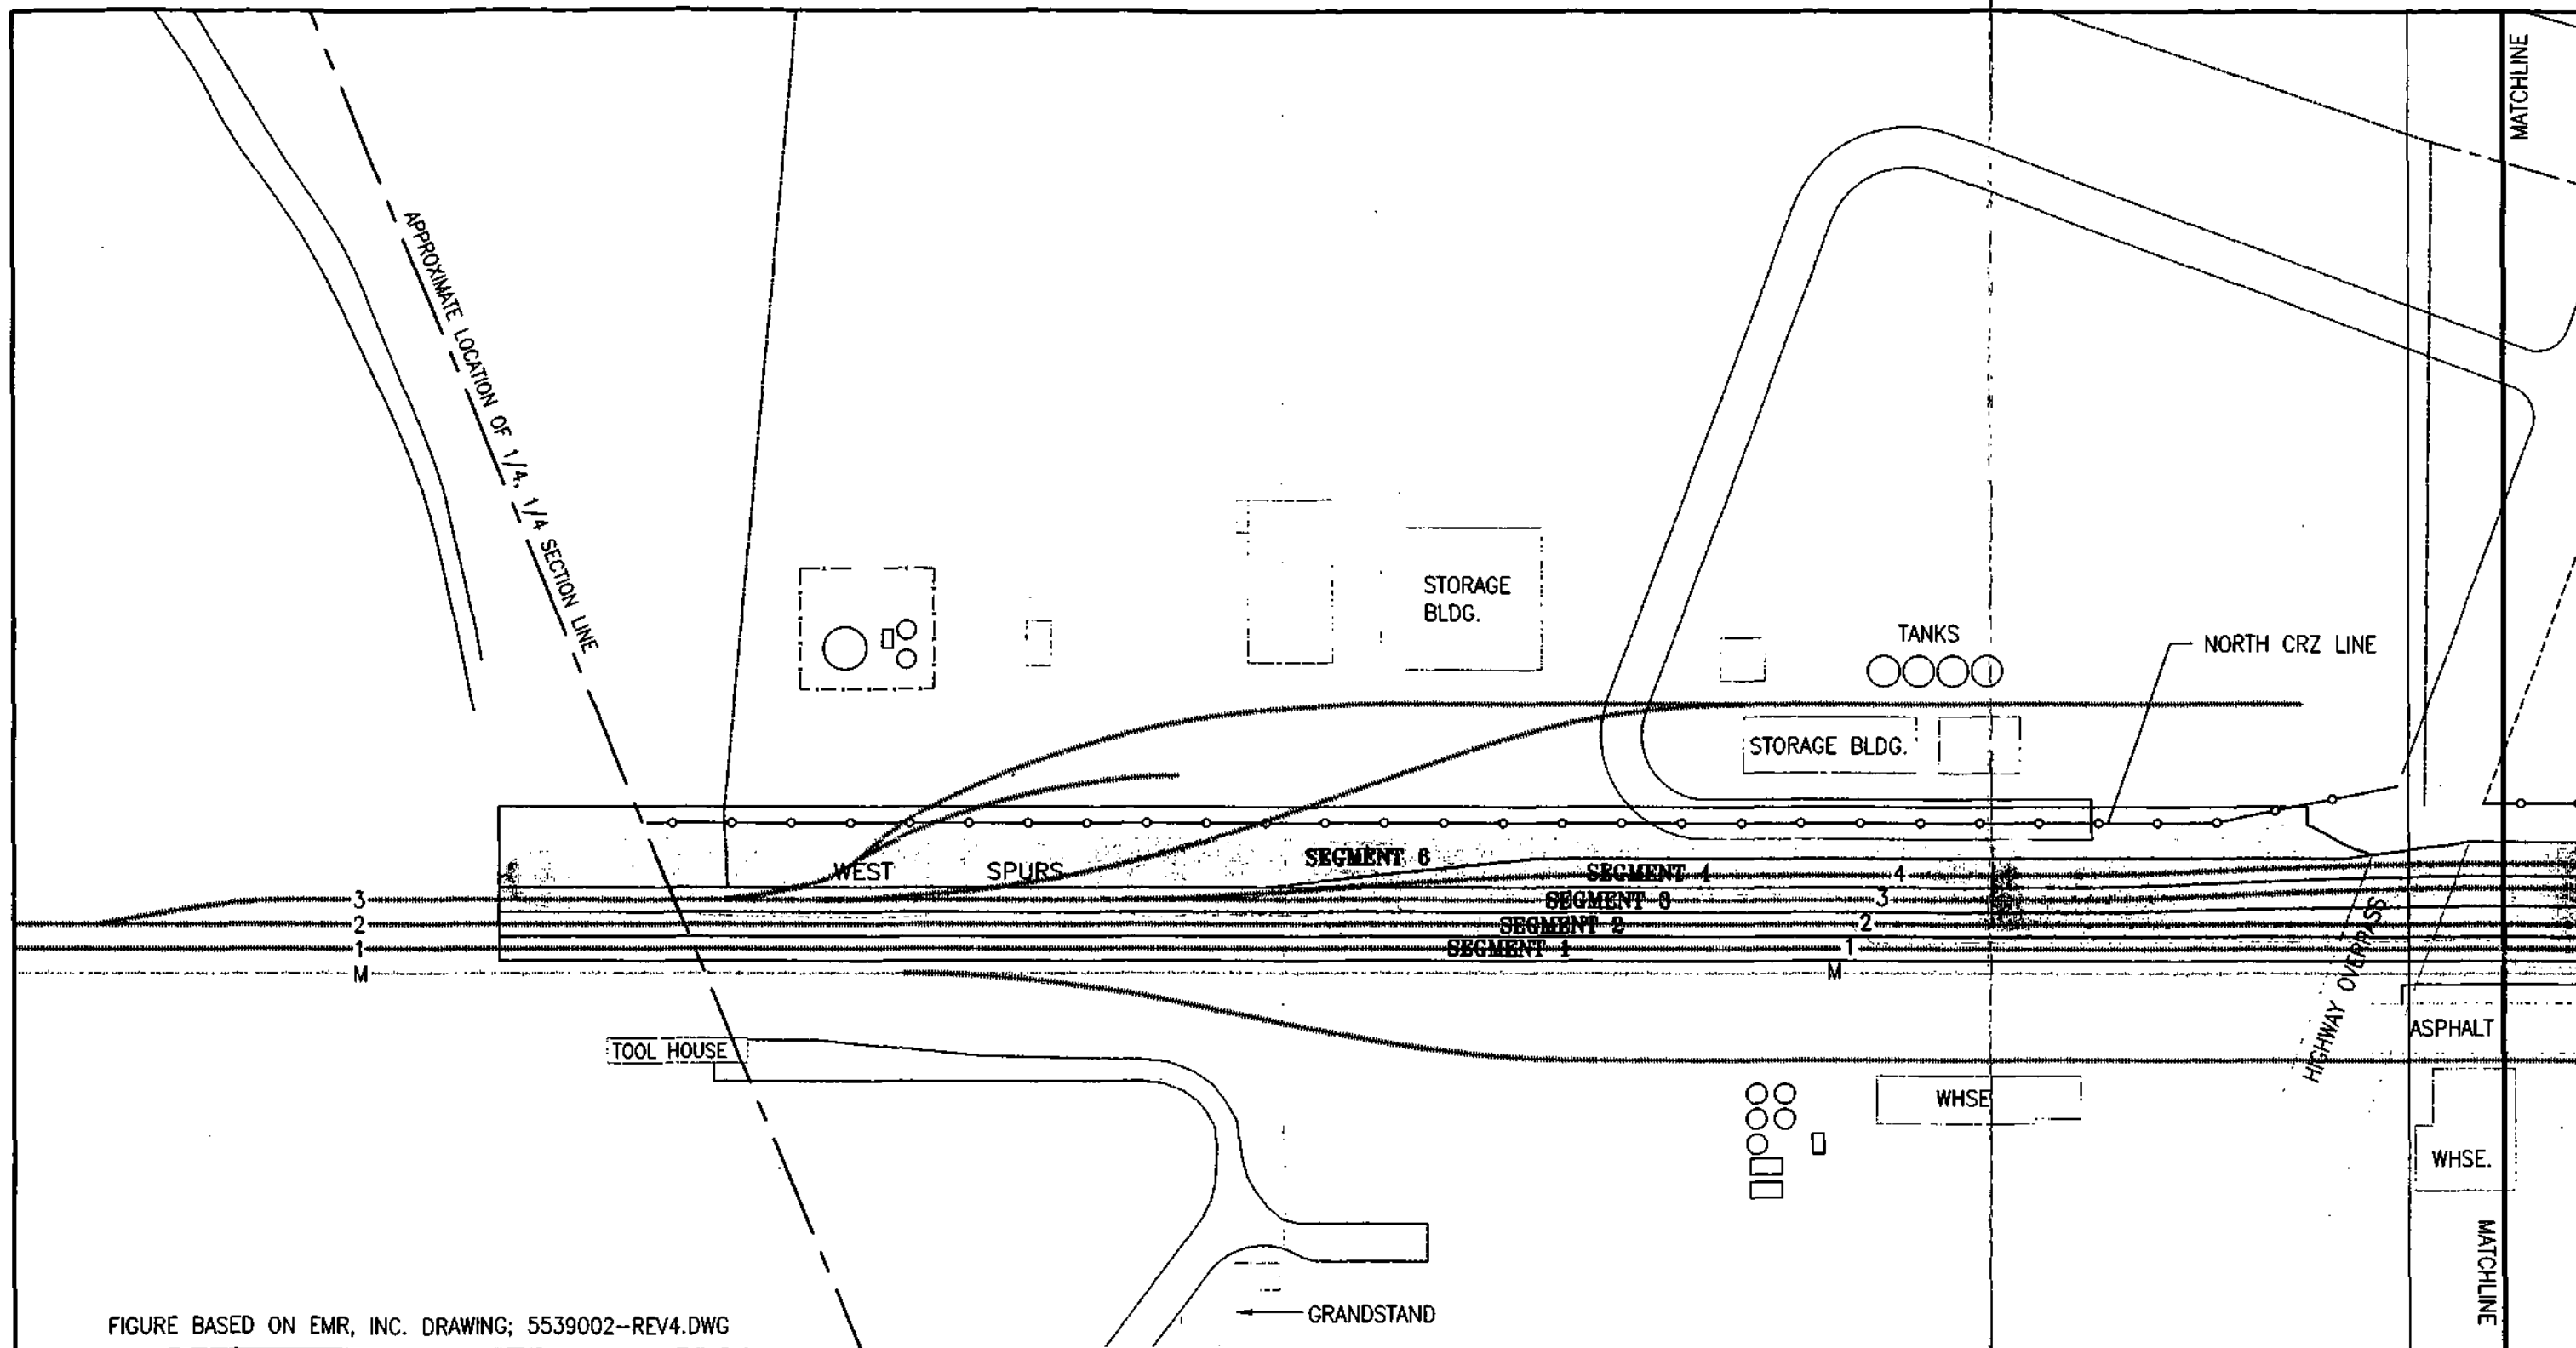 MATCHLINE
APPROXIMATE LOCATION OF 1/4, 1/4 SECTION LINE
STORAGE
BLDG.
TANKS
NORTH CRZ LINE
STORAGE BLDG.
WEST SPURS
SEGMENT 6
SEGMENT 4
4
3
SEGMENT 3
3
2
SEGMENT 2
2
1
SEGMENT 1
1
M
M
HIGHWAY OVERPASS
ASPHALT
TOOL HOUSE
WHSE
WHSE.
MATCHLINE
GRANDSTAND
FIGURE BASED ON EMR, INC. DRAWING; 5539002-REV4.DWG